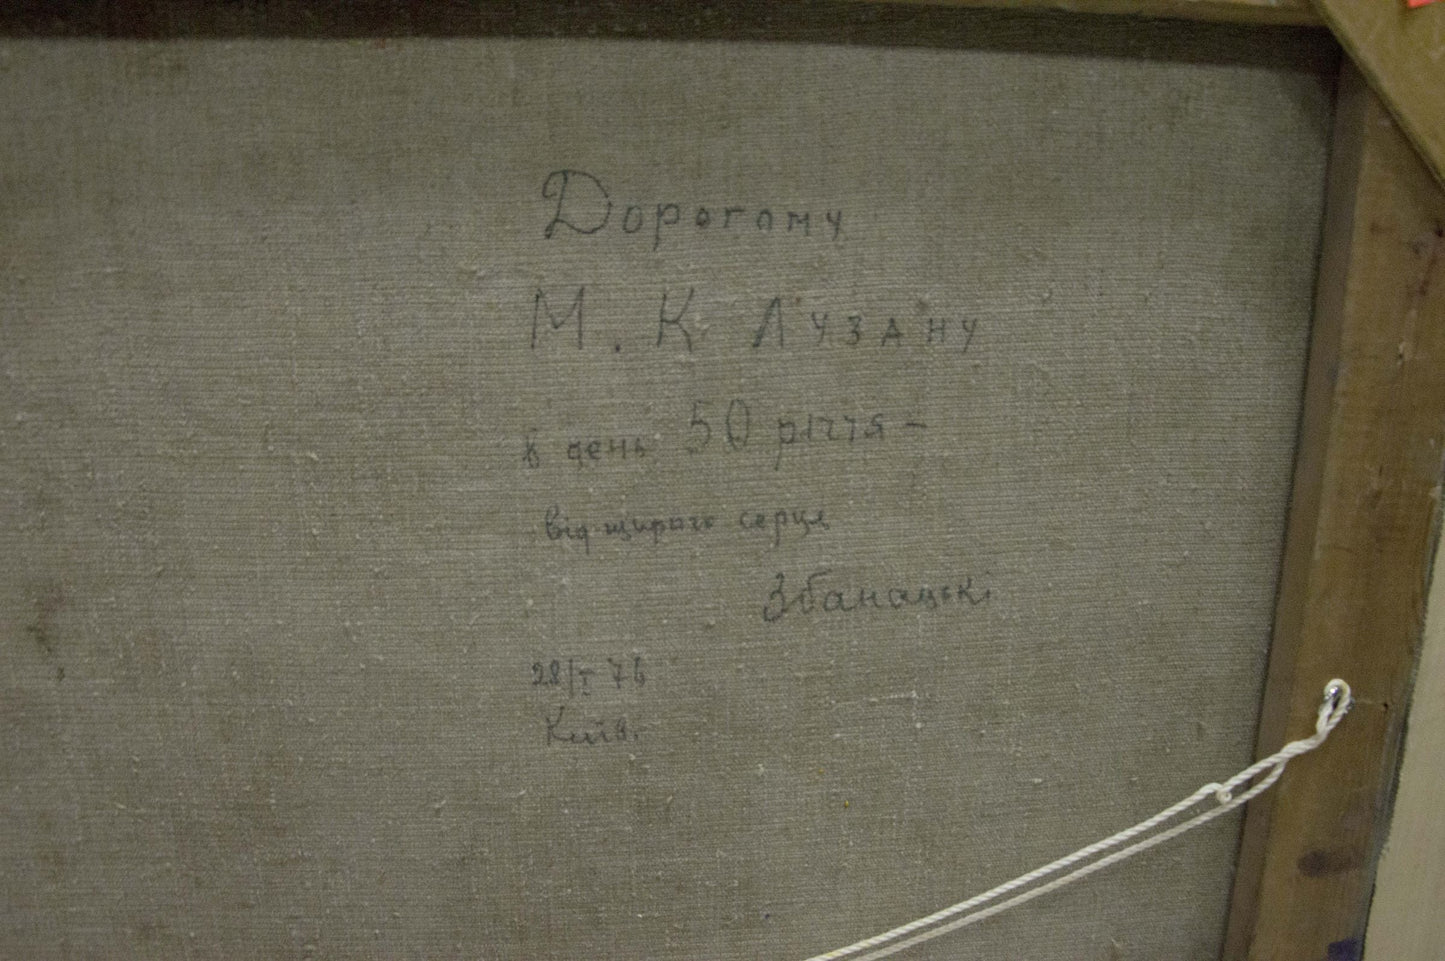 Дорогому
М. К Лузану
в день 50 річчя –
від щирого серця
Збанацькі
28/I 76
Київ.